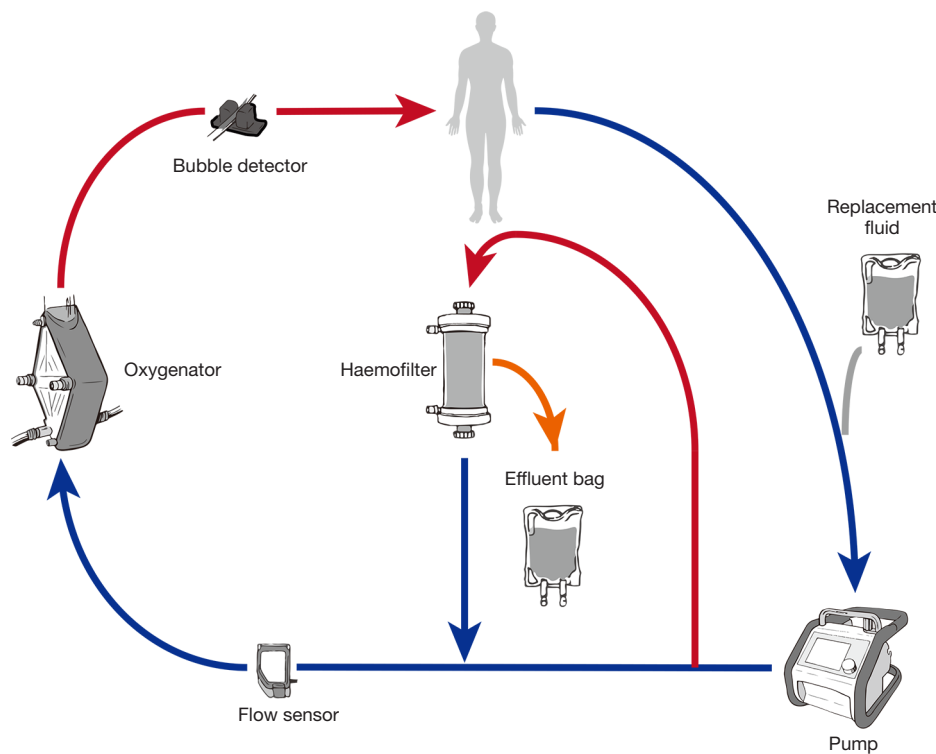 Bubble detector
Replacement
fluid
Oxygenator
Haemofilter
Effluent bag
Flow sensor
Pump